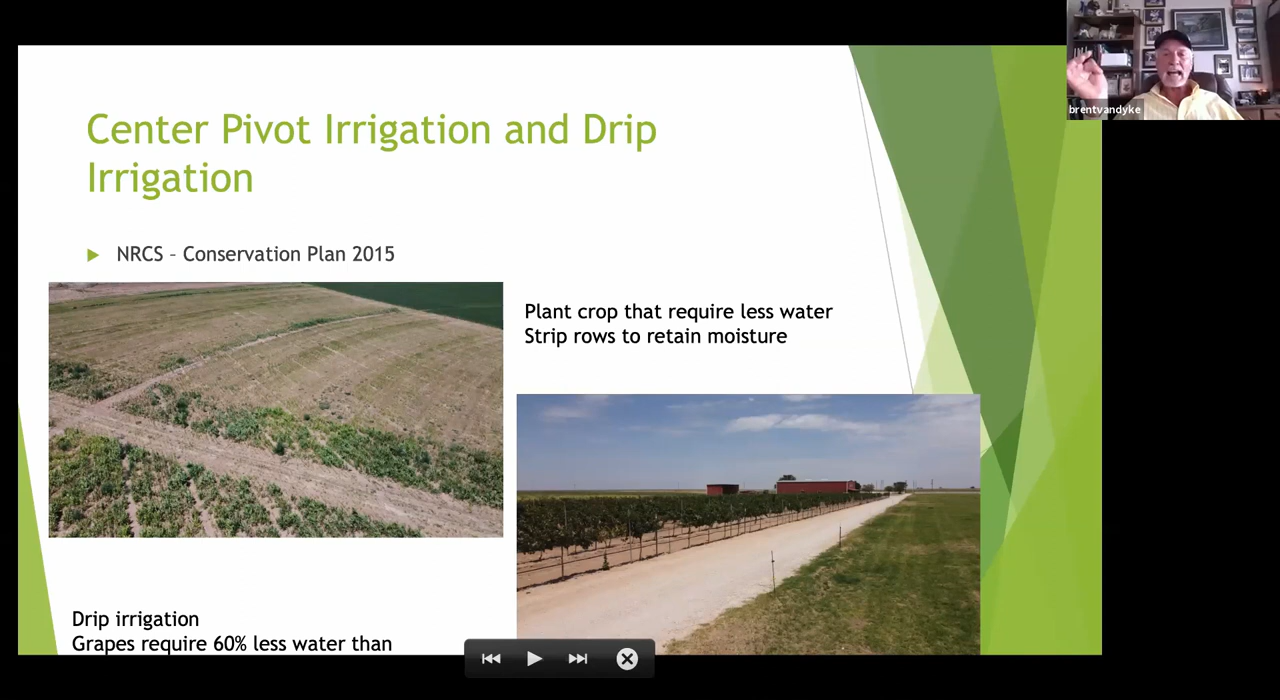 brentvandyke
Center Pivot Irrigation and Drip
Irrigation
NRCS – Conservation Plan 2015
Plant crop that require less water
Strip rows to retain moisture
Drip irrigation
Grapes require 60% less water than